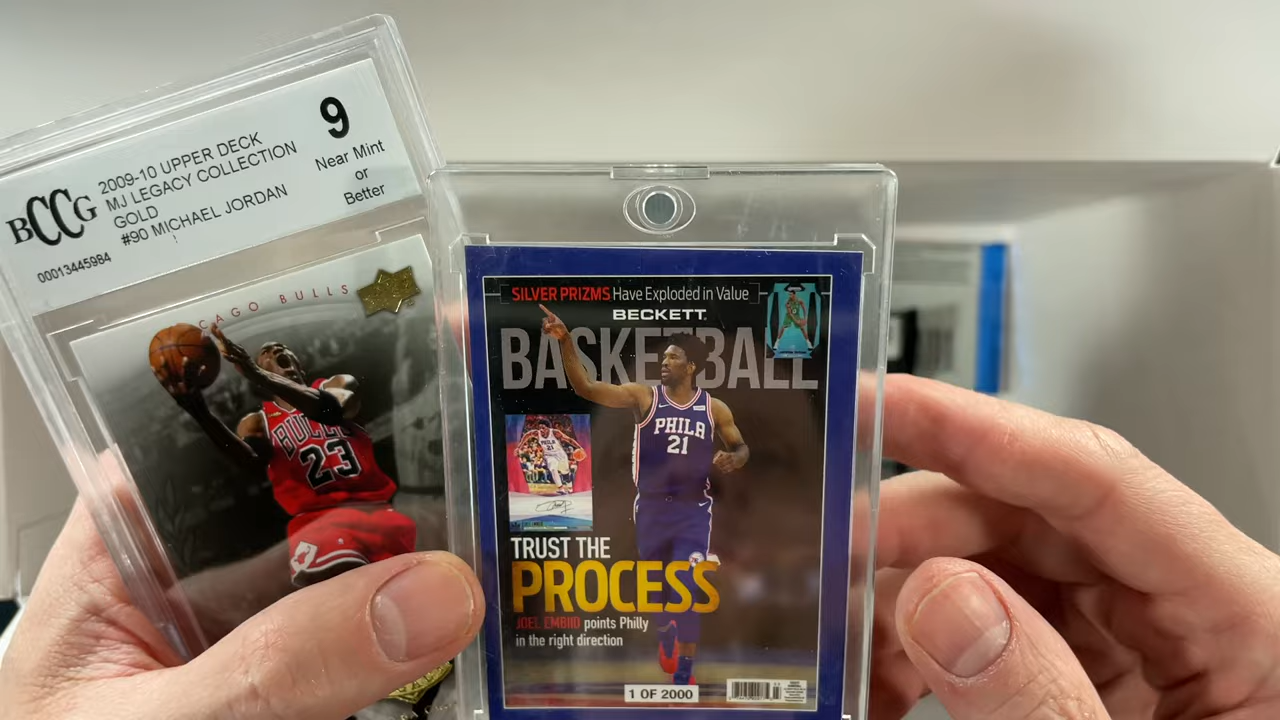 BCCG
2009-10 UPPER DECK
MJ LEGACY COLLECTION
GOLD
#90 MICHAEL JORDAN
00013445984
9
Near Mint
or
Better
CAGO BULLS
BULLS
23
SILVER PRIZMS Have Exploded in Value
BECKETT
BASKETBALL
PHILA
21
TRUST THE
PROCESS
JOEL EMBIID points Philly
in the right direction
1 OF 2000